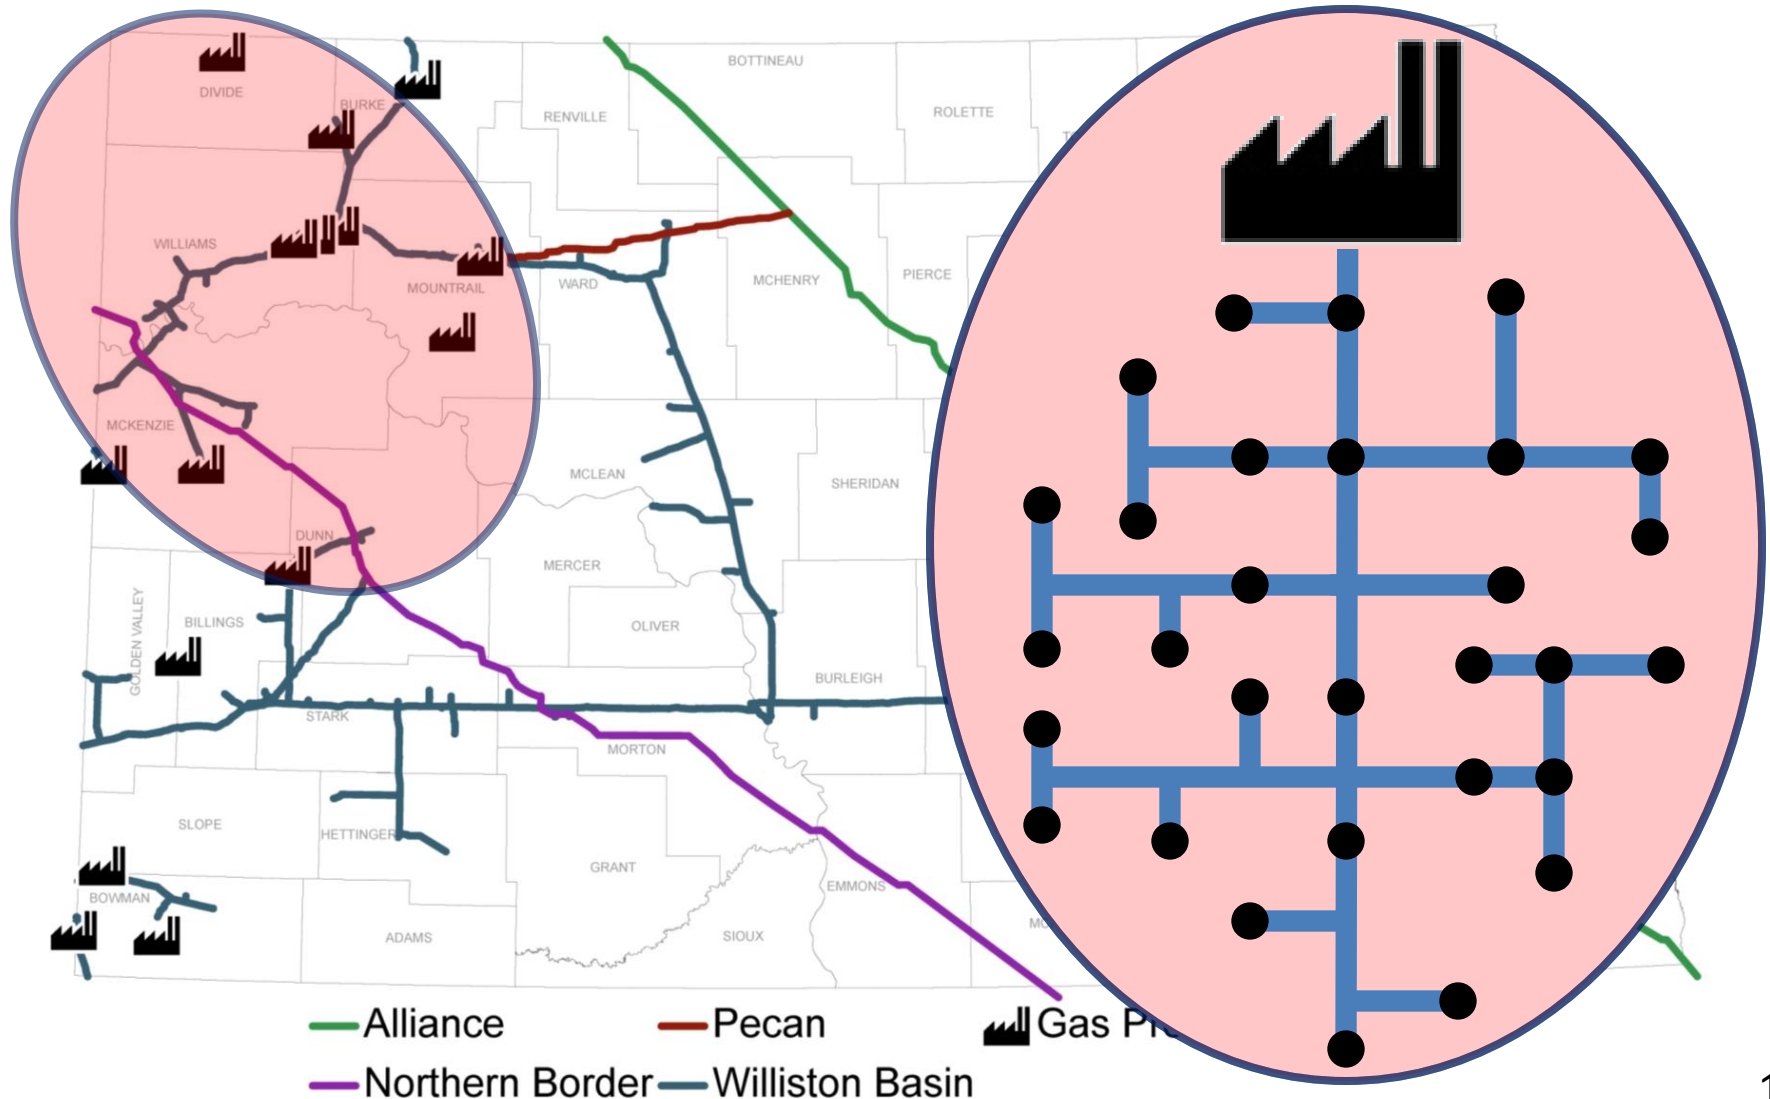 BOTTINEAU
DIVIDE
BURKE
RENVILLE
ROLETTE
WILLIAMS
MOUNTRAIL
WARD
MCHENRY
PIERCE
MCKENZIE
MCLEAN
SHERIDAN
DUNN
MERCER
GOLDEN VALLEY
BILLINGS
OLIVER
BURLEIGH
STARK
MORTON
SLOPE
HETTINGER
GRANT
EMMONS
BOWMAN
ADAMS
SIOUX
Alliance
Pecan
Gas
Northern Border
Williston Basin